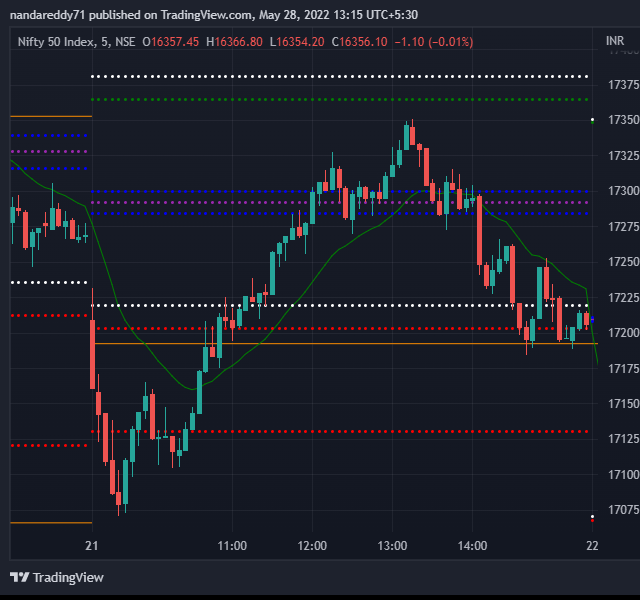 nandareddy71 published on TradingView.com, May 28, 2022 13:15 UTC+5:30
Nifty 50 Index, 5, NSE O16357.45 H16366.80 L16354.20 C16356.10 −1.10 (−0.01%)
INR
17375
17350
17325
17300
17275
17250
17225
17200
17175
17150
17125
17100
17075
21 11:00 12:00 13:00 14:00 22
TradingView